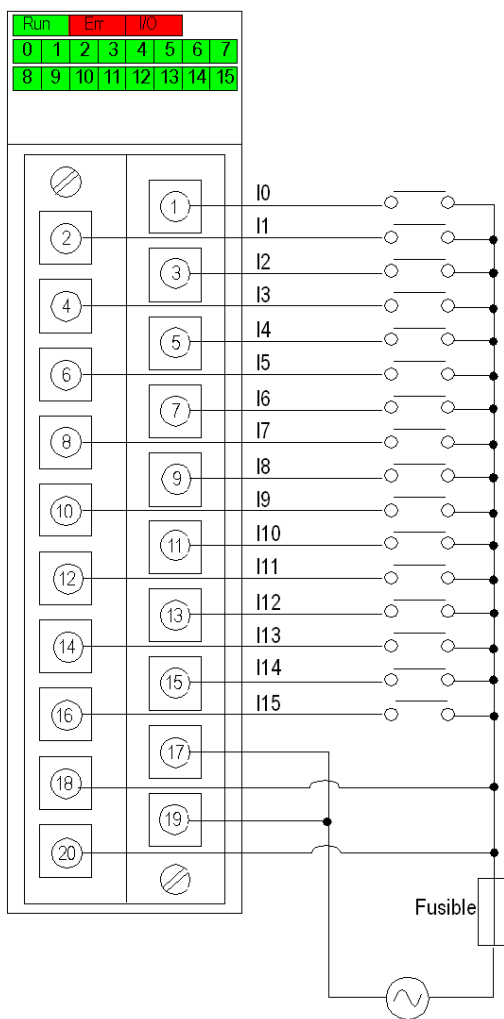 Run Err I/O
0 1 2 3 4 5 6 7
8 9 10 11 12 13 14 15
1 I0
2 I1
3 I2
4 I3
5 I4
6 I5
7 I6
8 I7
9 I8
10 I9
11 I10
12 I11
13 I12
14 I13
15 I14
16 I15
17
18
19
20
Fusible